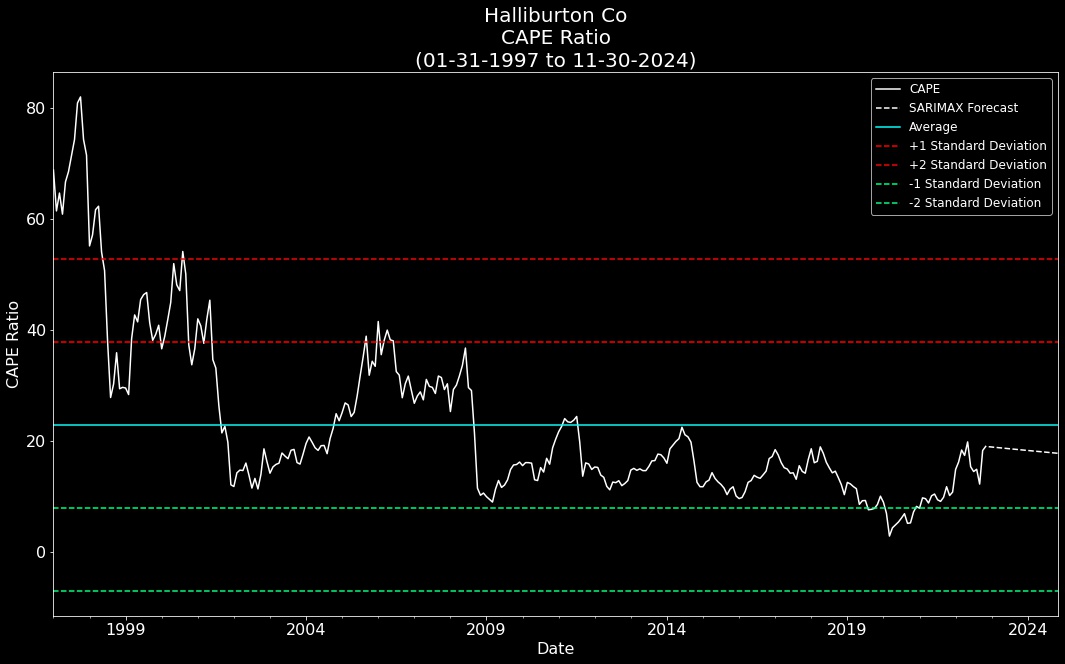 Halliburton Co
CAPE Ratio
(01-31-1997 to 11-30-2024)
CAPE
SARIMAX Forecast
Average
+1 Standard Deviation
+2 Standard Deviation
-1 Standard Deviation
-2 Standard Deviation
CAPE Ratio
80
60
40
20
0
1999
2004
2009
2014
2019
2024
Date